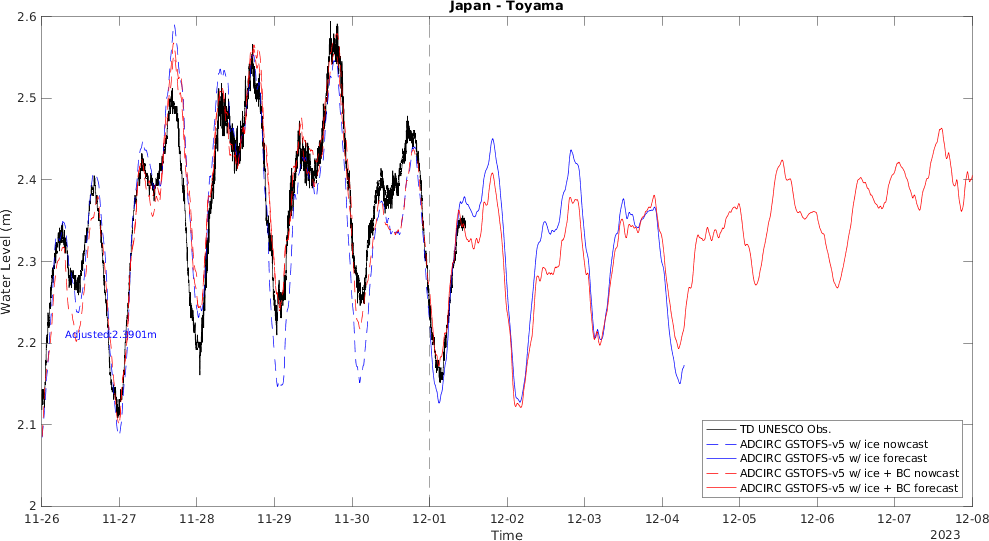 Japan - Toyama
Water Level (m)
2.6
2.5
2.4
2.3
2.2
2.1
2
Adjusted:2.3901m
TD UNESCO Obs.
ADCIRC GSTOFS-v5 w/ ice nowcast
ADCIRC GSTOFS-v5 w/ ice forecast
ADCIRC GSTOFS-v5 w/ ice + BC nowcast
ADCIRC GSTOFS-v5 w/ ice + BC forecast
11-26 11-27 11-28 11-29 11-30 12-01 12-02 12-03 12-04 12-05 12-06 12-07 12-08
Time
2023